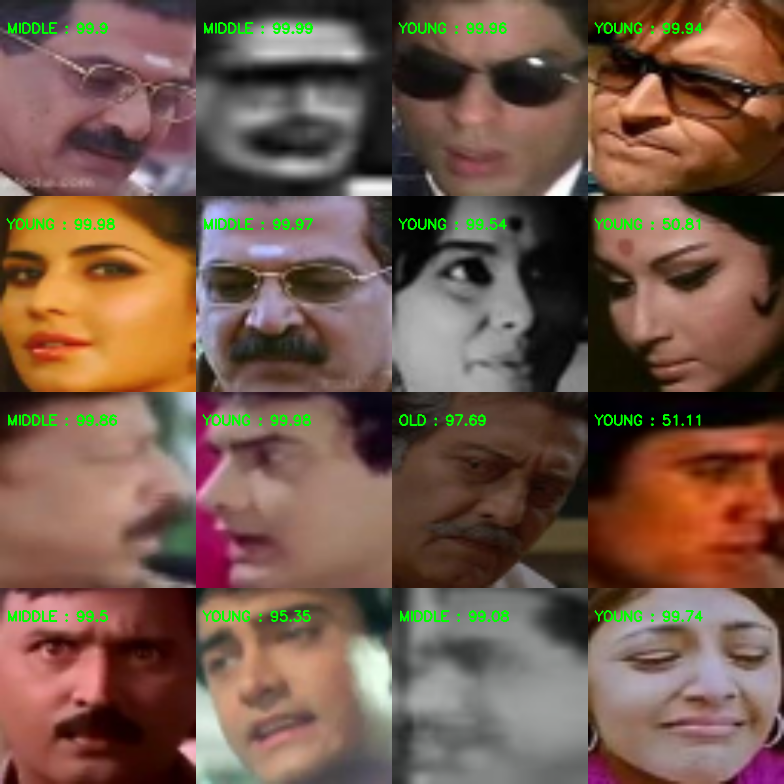 MIDDLE : 99.9
MIDDLE : 99.99
YOUNG : 99.96
YOUNG : 99.94
YOUNG : 99.98
MIDDLE : 99.97
YOUNG : 99.54
YOUNG : 50.81
MIDDLE : 99.86
YOUNG : 99.98
OLD : 97.69
YOUNG : 51.11
MIDDLE : 99.5
YOUNG : 95.35
MIDDLE : 99.08
YOUNG : 99.74